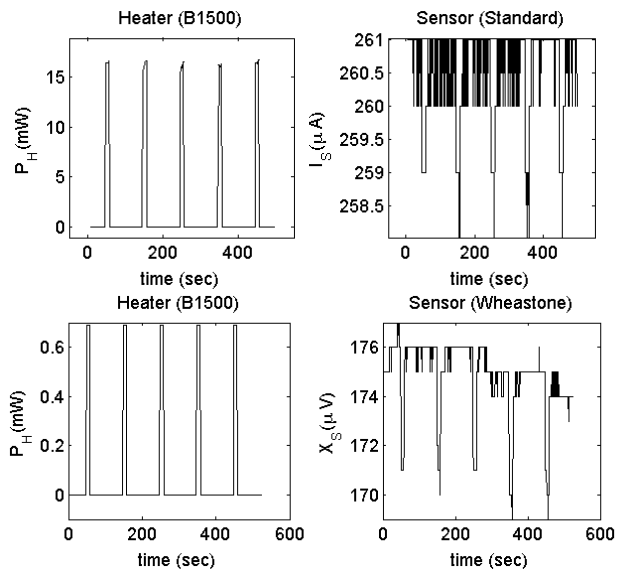 Heater (B1500)
Sensor (Standard)
15
10
5
0
P_H (mW)
0 200 400
time (sec)
261
260.5
260
259.5
259
258.5
I_S (μ A)
0 200 400
time (sec)
Heater (B1500)
Sensor (Wheastone)
0.6
0.4
0.2
0
P_H (mW)
0 200 400 600
time (sec)
176
174
172
170
X_S (μ V)
0 200 400 600
time (sec)